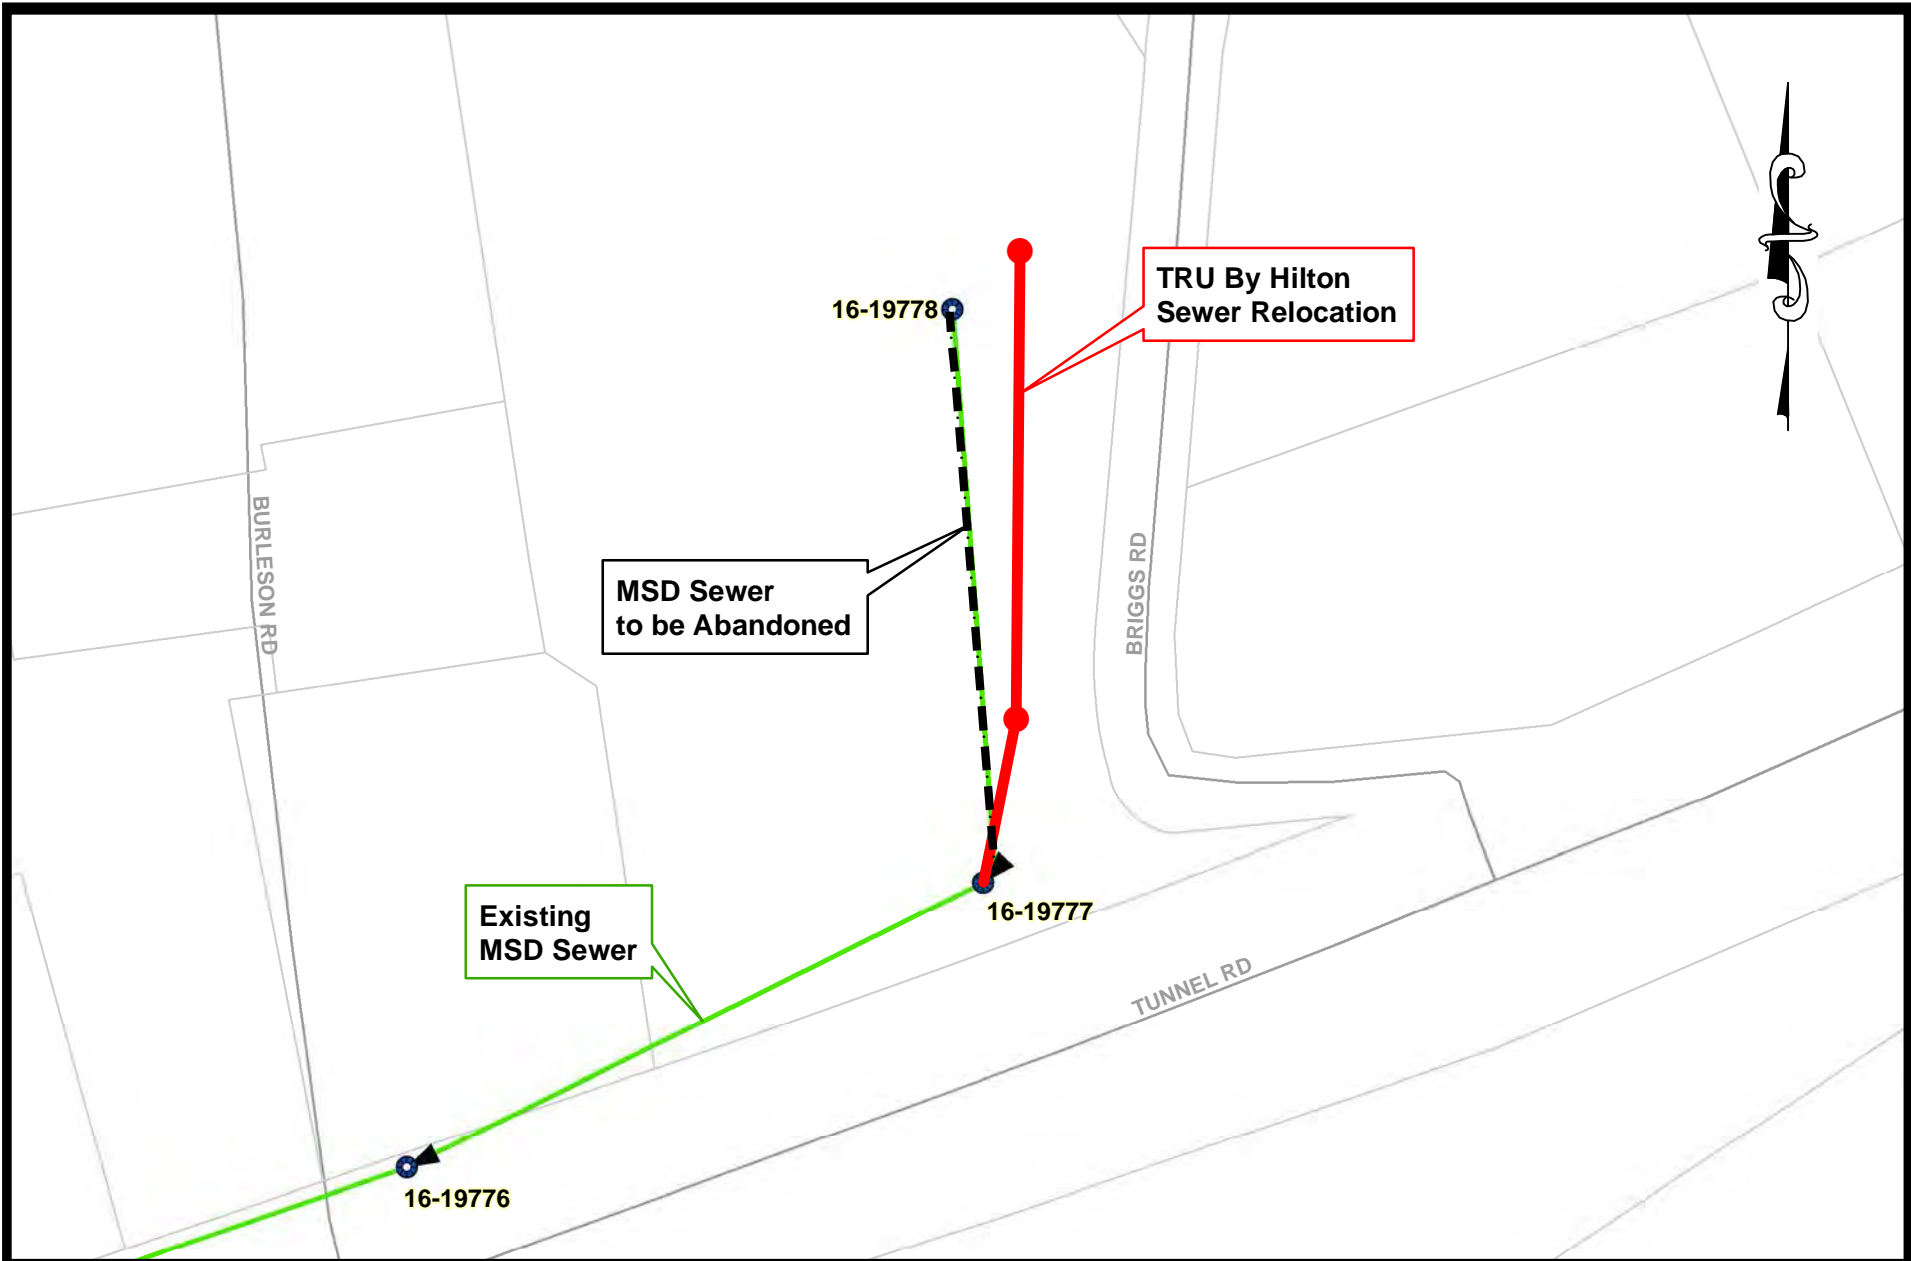 16-19778
TRU By Hilton
Sewer Relocation
BURLESON RD
BRIGGS RD
MSD Sewer
to be Abandoned
Existing
MSD Sewer
16-19777
TUNNEL RD
16-19776